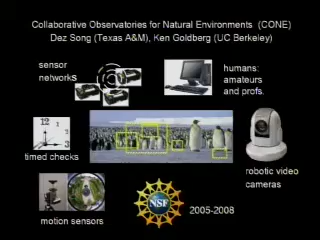 Collaborative Observatories for Natural Environments (CONE)
Dez Song (Texas A&M), Ken Goldberg (UC Berkeley)
sensor
networks
humans:
amateurs
and profs.
timed checks
robotic video
cameras
motion sensors
NSF
2005-2008